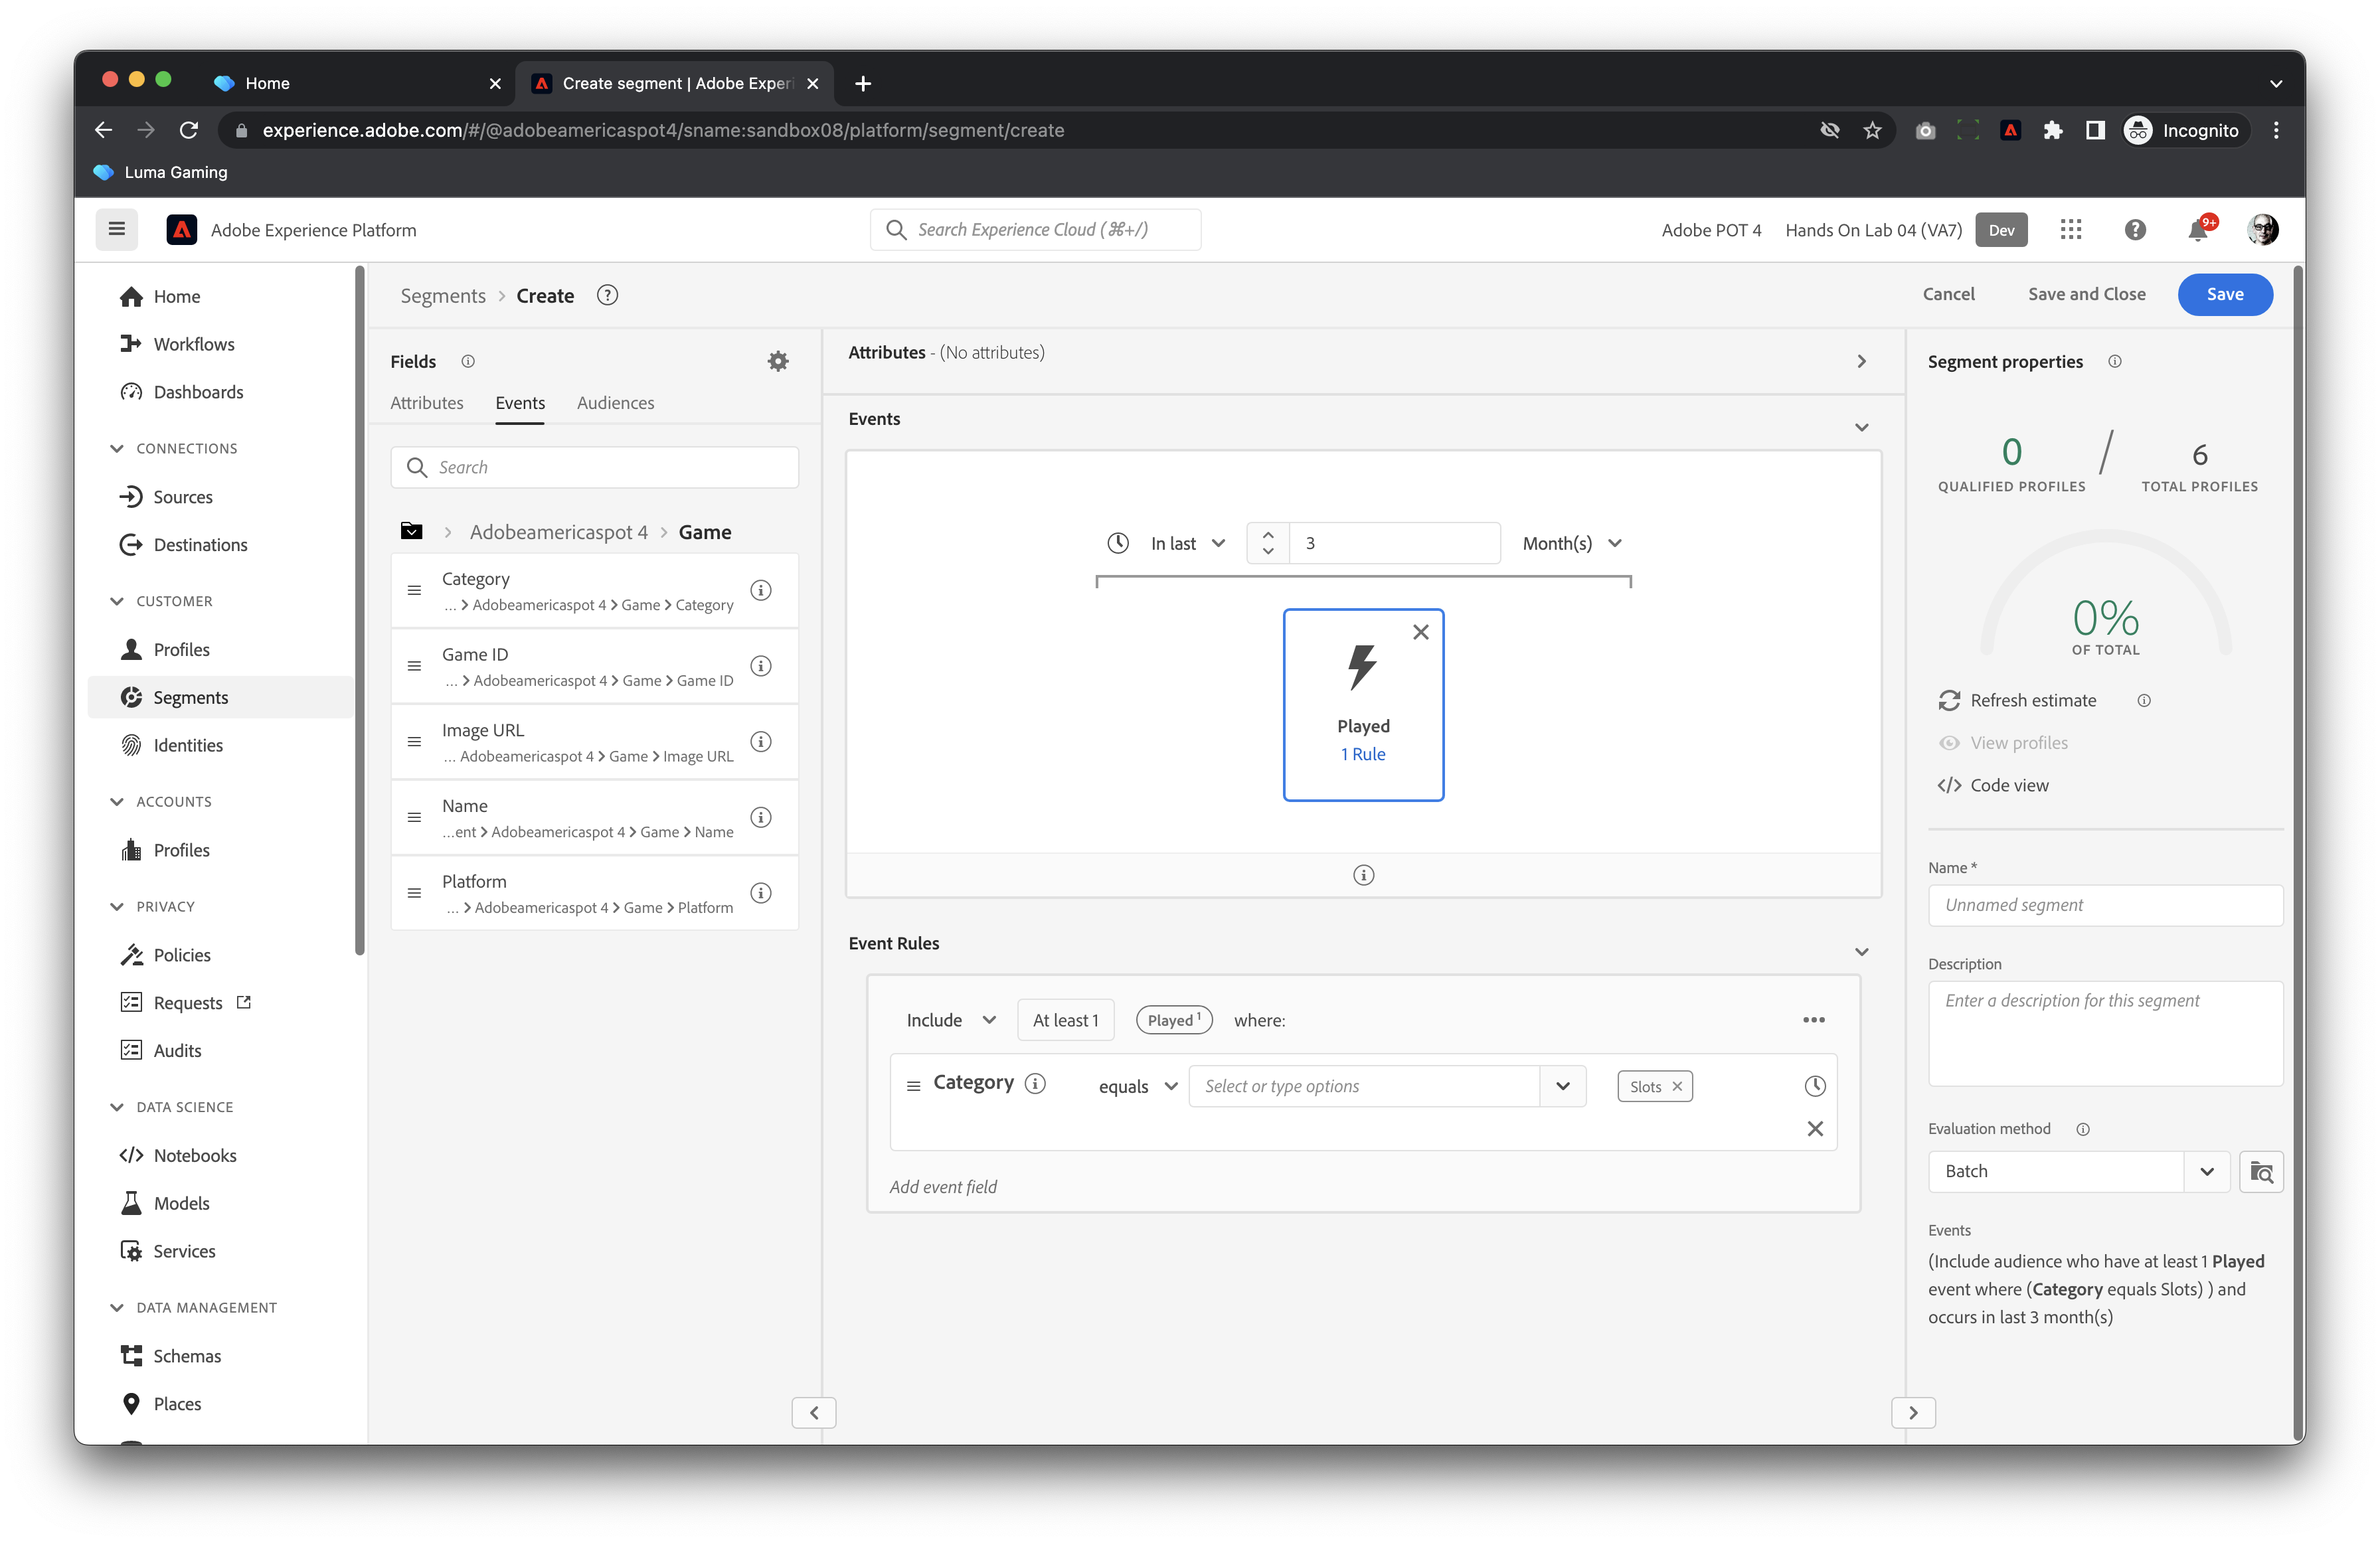 Home
Create segment | Adobe Experi
experience.adobe.com/#/@adobeamericaspot4/sname:sandbox08/platform/segment/create
Incognito
Luma Gaming
Adobe Experience Platform
Search Experience Cloud (⌘+/)
Adobe POT 4
Hands On Lab 04 (VA7)
Dev
9+
Home
Workflows
Dashboards
CONNECTIONS
Sources
Destinations
CUSTOMER
Profiles
Segments
Identities
ACCOUNTS
Profiles
PRIVACY
Policies
Requests
Audits
DATA SCIENCE
Notebooks
Models
Services
DATA MANAGEMENT
Schemas
Places
Segments > Create
Cancel
Save and Close
Save
Fields
Attributes
Events
Audiences
Search
> Adobeamericaspot 4 > Game
Category
... > Adobeamericaspot 4 > Game > Category
Game ID
... > Adobeamericaspot 4 > Game > Game ID
Image URL
... Adobeamericaspot 4 > Game > Image URL
Name
...ent > Adobeamericaspot 4 > Game > Name
Platform
... > Adobeamericaspot 4 > Game > Platform
Attributes - (No attributes)
Events
In last
3
Month(s)
Played
1 Rule
Event Rules
Include
At least 1
Played 1
where:
Category
equals
Select or type options
Slots
Add event field
Segment properties
0 / 6
QUALIFIED PROFILES
TOTAL PROFILES
0%
OF TOTAL
Refresh estimate
View profiles
</> Code view
Name *
Unnamed segment
Description
Enter a description for this segment
Evaluation method
Batch
Events
(Include audience who have at least 1 Played
event where (Category equals Slots) ) and
occurs in last 3 month(s)